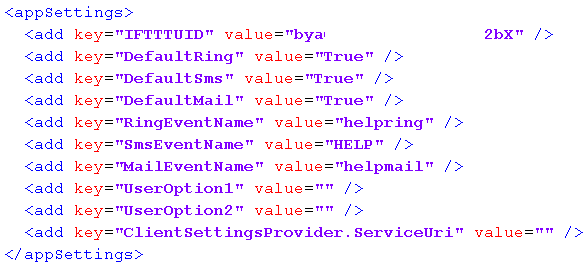 <appSettings>
<add key="IFTTTUID" value="bya 2bX" />
<add key="DefaultRing" value="True" />
<add key="DefaultSms" value="True" />
<add key="DefaultMail" value="True" />
<add key="RingEventName" value="helpring" />
<add key="SmsEventName" value="HELP" />
<add key="MailEventName" value="helpmail" />
<add key="UserOption1" value="" />
<add key="UserOption2" value="" />
<add key="ClientSettingsProvider.ServiceUri" value="" />
</appSettings>